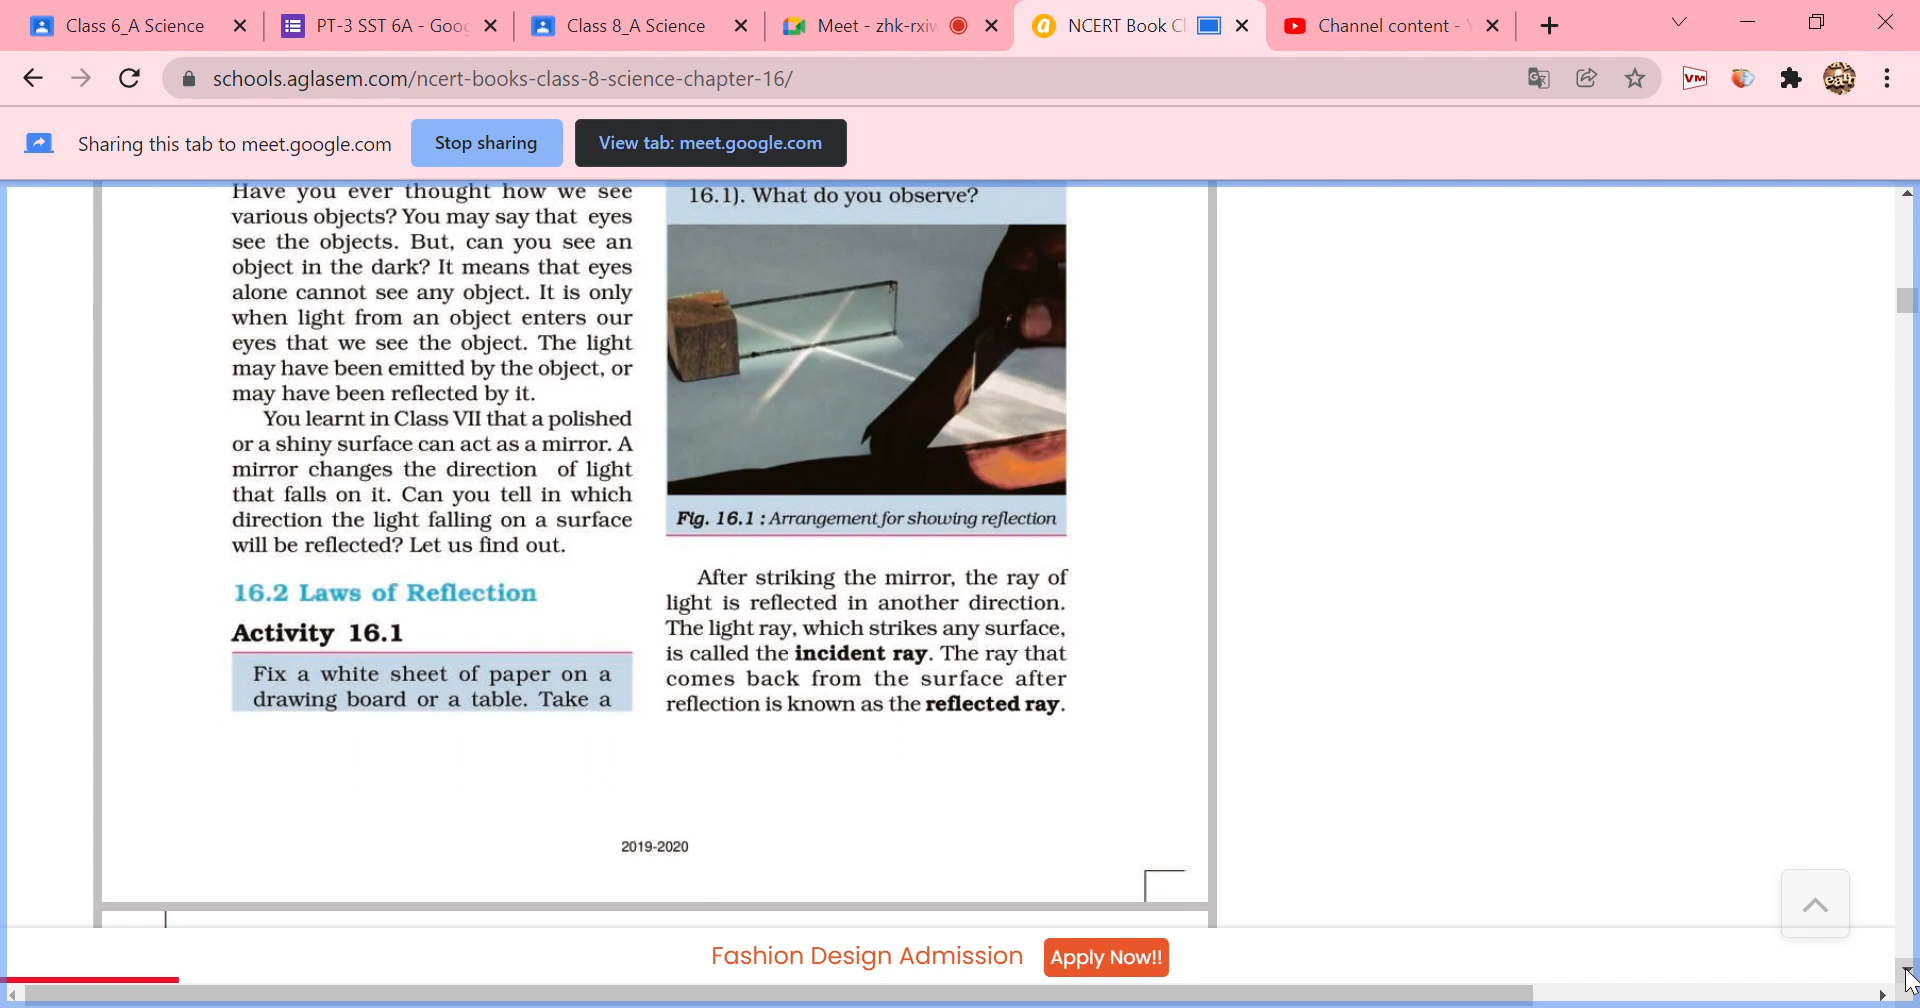 Class 6_A Science
PT-3 SST 6A - Goog
Class 8_A Science
Meet - zhk-rxiw
NCERT Book Cl
Channel content - Y
schools.aglasem.com/ncert-books-class-8-science-chapter-16/
VM
Sharing this tab to meet.google.com
Stop sharing
View tab: meet.google.com
Have you ever thought how we see
various objects? You may say that eyes
see the objects. But, can you see an
object in the dark? It means that eyes
alone cannot see any object. It is only
when light from an object enters our
eyes that we see the object. The light
may have been emitted by the object, or
may have been reflected by it.
You learnt in Class VII that a polished
or a shiny surface can act as a mirror. A
mirror changes the direction of light
that falls on it. Can you tell in which
direction the light falling on a surface
will be reflected? Let us find out.
16.2 Laws of Reflection
Activity 16.1
Fix a white sheet of paper on a
drawing board or a table. Take a
16.1). What do you observe?
Fig. 16.1 : Arrangement for showing reflection
After striking the mirror, the ray of
light is reflected in another direction.
The light ray, which strikes any surface,
is called the incident ray. The ray that
comes back from the surface after
reflection is known as the reflected ray.
2019-2020
Fashion Design Admission
Apply Now!!